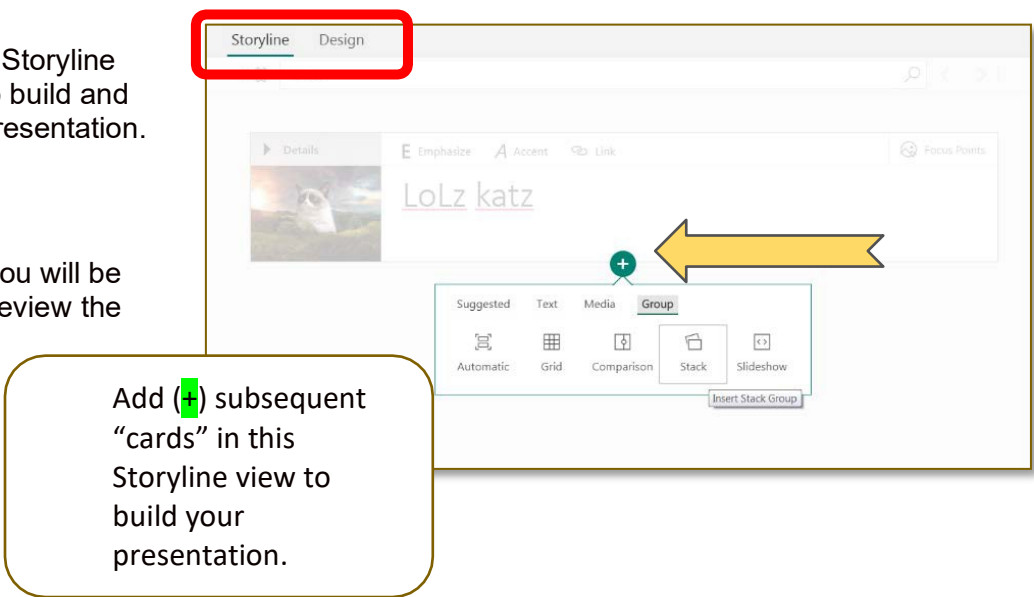 Storyline Design
Storyline
build and
resentation.
Details E Emphasize A Accent Link Focus Points
LoLz katz
ou will be
eview the
+
Suggested Text Media Group
Automatic Grid Comparison Stack Slideshow
Insert Stack Group
Add (+) subsequent
“cards” in this
Storyline view to
build your
presentation.